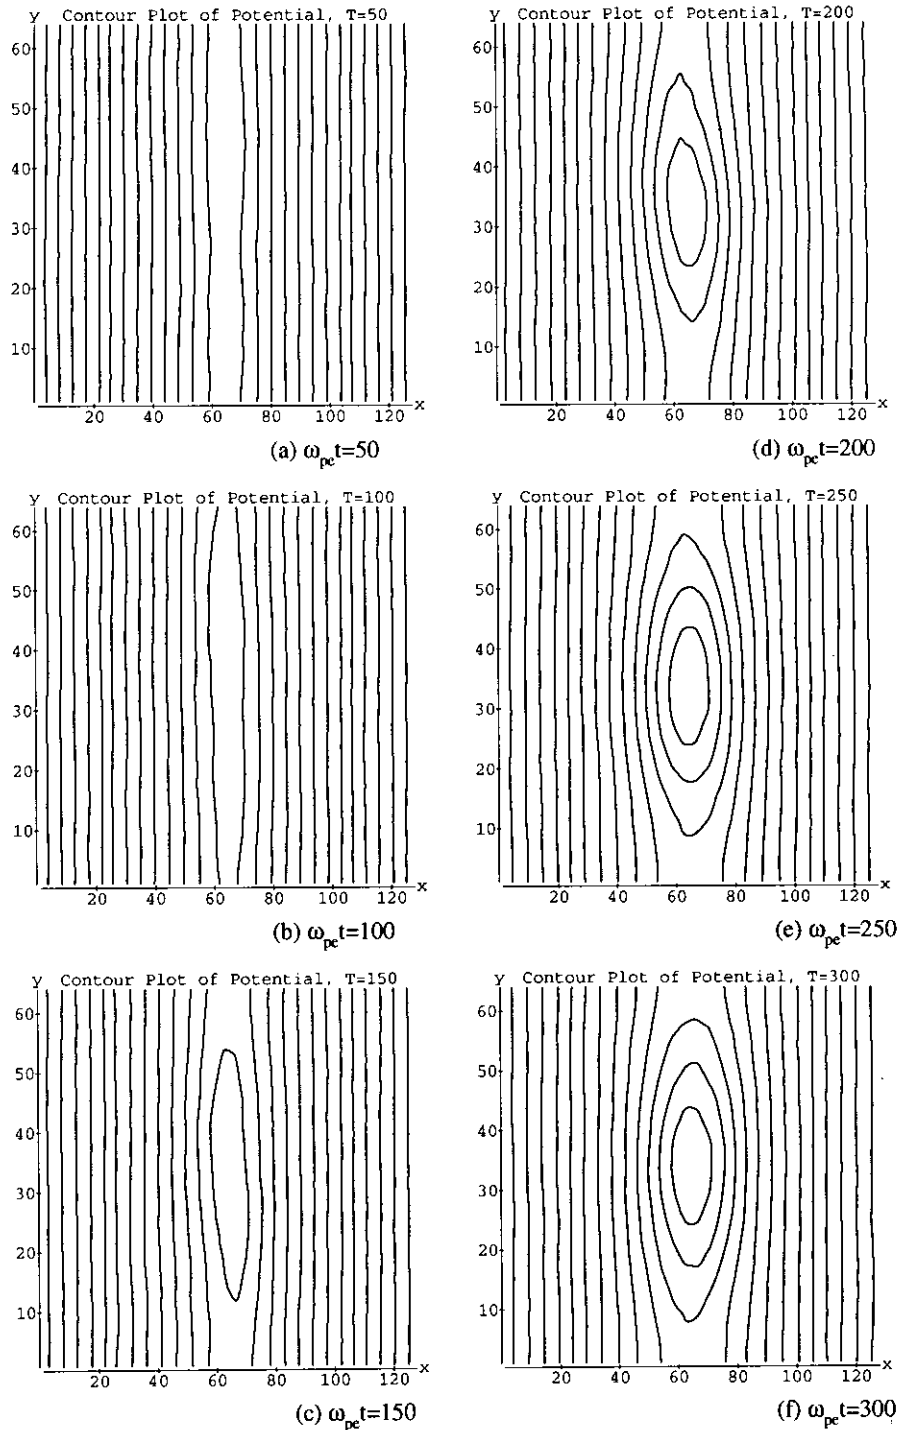 y Contour Plot of Potential, T=50
60
50
40
30
20
10
20 40 60 80 100 120 x
(a) ωpet=50
y Contour Plot of Potential, T=100
60
50
40
30
20
10
20 40 60 80 100 120 x
(b) ωpet=100
y Contour Plot of Potential, T=150
60
50
40
30
20
10
20 40 60 80 100 120 x
(c) ωpet=150
y Contour Plot of Potential, T=200
60
50
40
30
20
10
20 40 60 80 100 120 x
(d) ωpet=200
y Contour Plot of Potential, T=250
60
50
40
30
20
10
20 40 60 80 100 120 x
(e) ωpet=250
y Contour Plot of Potential, T=300
60
50
40
30
20
10
20 40 60 80 100 120 x
(f) ωpet=300